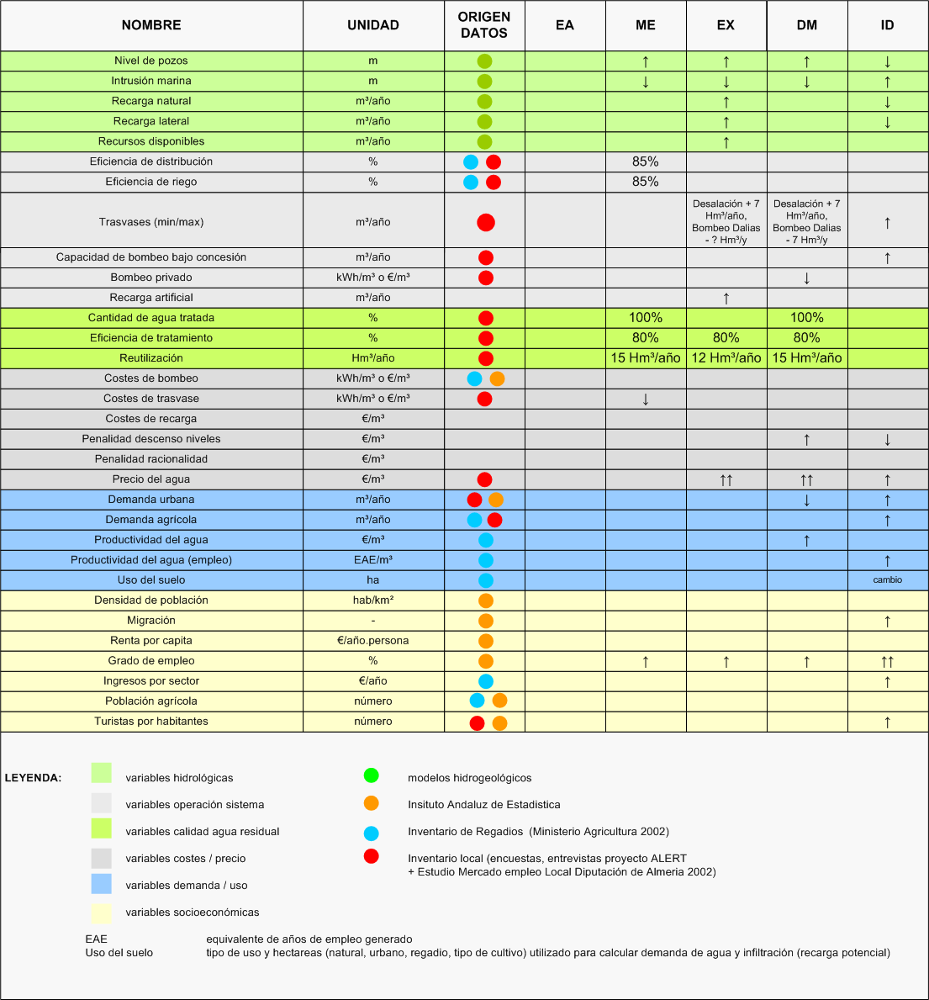 NOMBRE UNIDAD ORIGEN DATOS EA ME EX DM ID
Nivel de pozos m ↑ ↑ ↑ ↓
Intrusión marina m ↓ ↓ ↓ ↑
Recarga natural m³/año ↑ ↓
Recarga lateral m³/año ↑ ↓
Recursos disponibles m³/año ↑
Eficiencia de distribución % 85%
Eficiencia de riego % 85%
Trasvases (min/max) m³/año Desalación + 7 Hm³/año, Bombeo Dalias - ? Hm³/y Desalación + 7 Hm³/año, Bombeo Dalias - 7 Hm³/y ↑
Capacidad de bombeo bajo concesión m³/año ↑
Bombeo privado kWh/m³ o €/m³ ↓
Recarga artificial m³/año ↑
Cantidad de agua tratada % 100% 100%
Eficiencia de tratamiento % 80% 80% 80%
Reutilización Hm³/año 15 Hm³/año 12 Hm³/año 15 Hm³/año
Costes de bombeo kWh/m³ o €/m³
Costes de trasvase kWh/m³ o €/m³ ↓
Costes de recarga €/m³
Penalidad descenso niveles €/m³ ↑ ↓
Penalidad racionalidad €/m³
Precio del agua €/m³ ↑↑ ↑↑ ↑
Demanda urbana m³/año ↓ ↑
Demanda agrícola m³/año ↑
Productividad del agua €/m³ ↑
Productividad del agua (empleo) EAE/m³ ↑
Uso del suelo ha cambio
Densidad de población hab/km²
Migración - ↑
Renta por capita €/año.persona
Grado de empleo % ↑ ↑ ↑ ↑↑
Ingresos por sector €/año ↑
Población agrícola número
Turistas por habitantes número ↑
LEYENDA: variables hidrológicas modelos hidrogeológicos
variables operación sistema Insituto Andaluz de Estadistica
variables calidad agua residual Inventario de Regadios (Ministerio Agricultura 2002)
variables costes / precio Inventario local (encuestas, entrevistas proyecto ALERT
+ Estudio Mercado empleo Local Diputación de Almeria 2002)
variables demanda / uso
variables socioeconómicas
EAE equivalente de años de empleo generado
Uso del suelo tipo de uso y hectareas (natural, urbano, regadio, tipo de cultivo) utilizado para calcular demanda de agua y infiltración (recarga potencial)